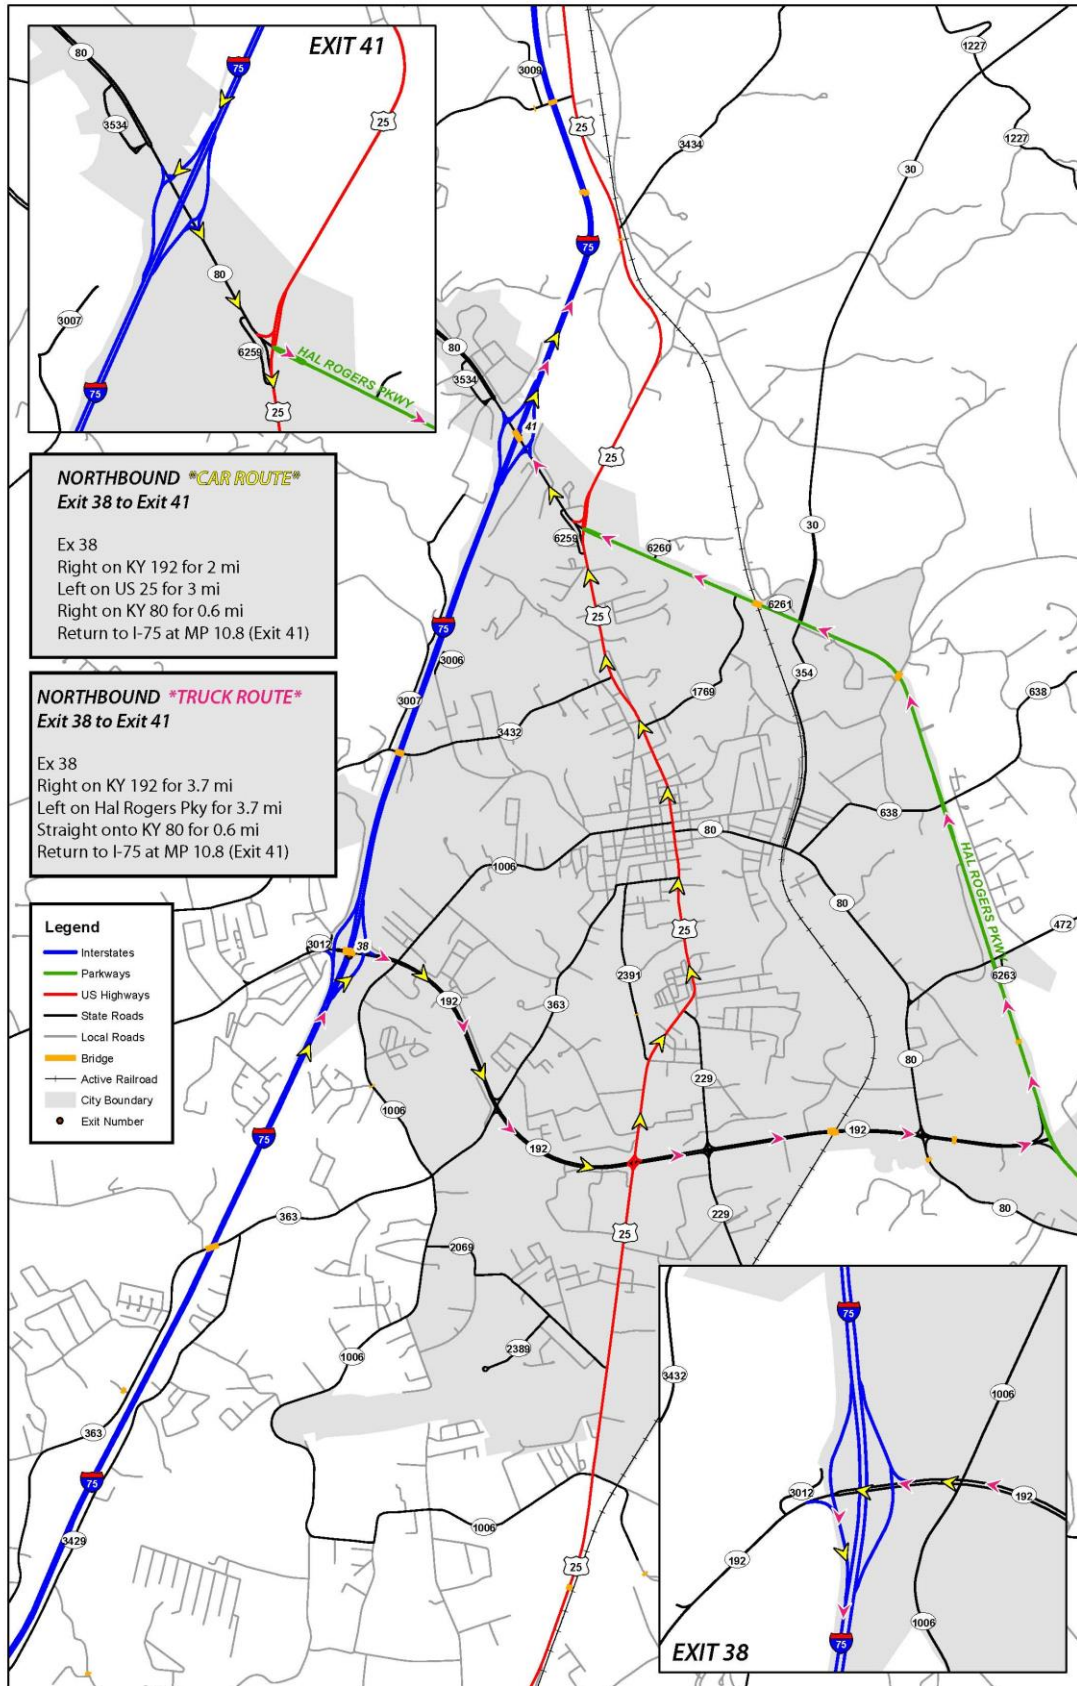 EXIT 41
80
75
3534
25
80
3007
6259
HAL ROGERS PKWY
75
25
NORTHBOUND *CAR ROUTE*
Exit 38 to Exit 41
Ex 38
Right on KY 192 for 2 mi
Left on US 25 for 3 mi
Right on KY 80 for 0.6 mi
Return to I-75 at MP 10.8 (Exit 41)
NORTHBOUND *TRUCK ROUTE*
Exit 38 to Exit 41
Ex 38
Right on KY 192 for 3.7 mi
Left on Hal Rogers Pky for 3.7 mi
Straight onto KY 80 for 0.6 mi
Return to I-75 at MP 10.8 (Exit 41)
Legend
Interstates
Parkways
US Highways
State Roads
Local Roads
Bridge
Active Railroad
City Boundary
Exit Number
3009
25
3434
1227
1227
30
75
80
3534
41
25
6259
6260
30
6261
25
75
3006
3007
354
1769
638
3432
638
80
1006
HAL ROGERS PKWY
80
472
3012
38
25
2391
6263
192
363
80
229
1006
75
192
192
363
229
80
25
2069
2389
1006
363
75
1006
3429
25
75
3432
1006
3012
192
192
1006
75
EXIT 38